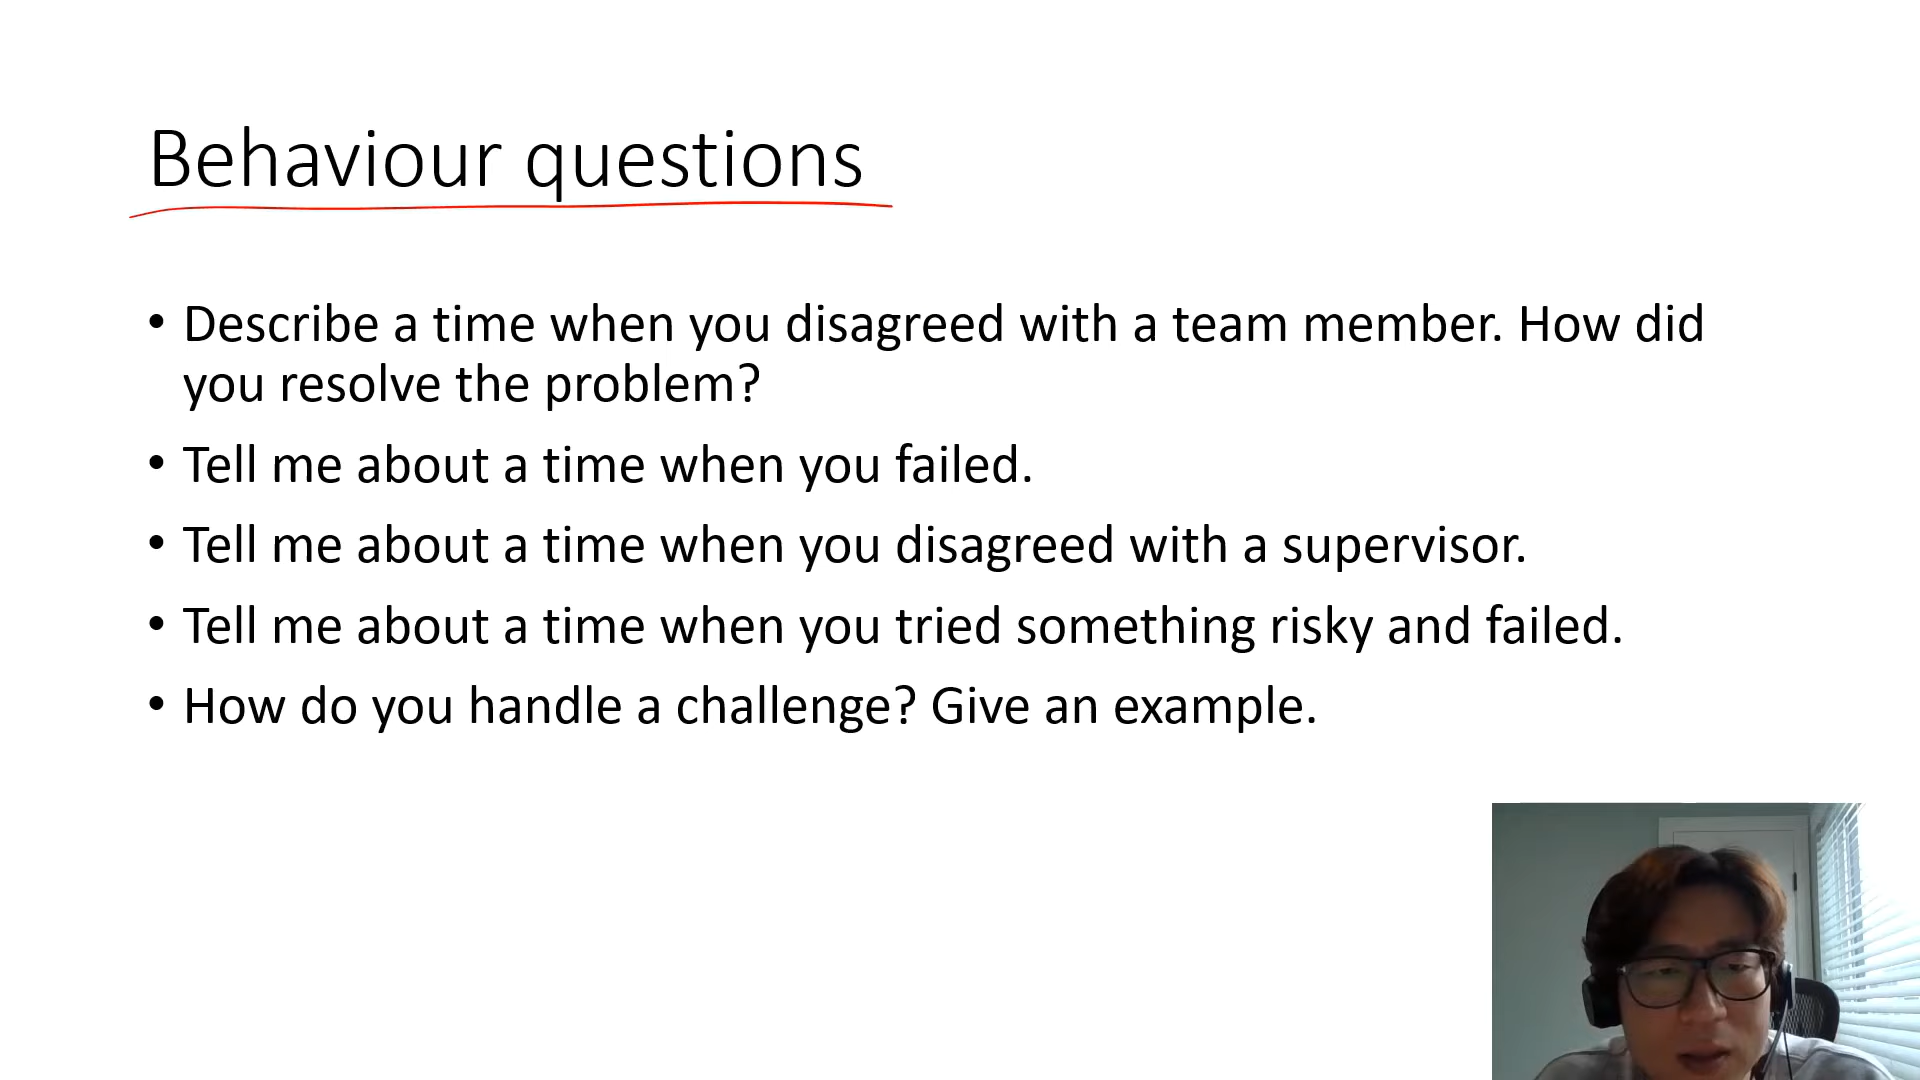 Behaviour questions
• Describe a time when you disagreed with a team member. How did
you resolve the problem?
• Tell me about a time when you failed.
• Tell me about a time when you disagreed with a supervisor.
• Tell me about a time when you tried something risky and failed.
• How do you handle a challenge? Give an example.